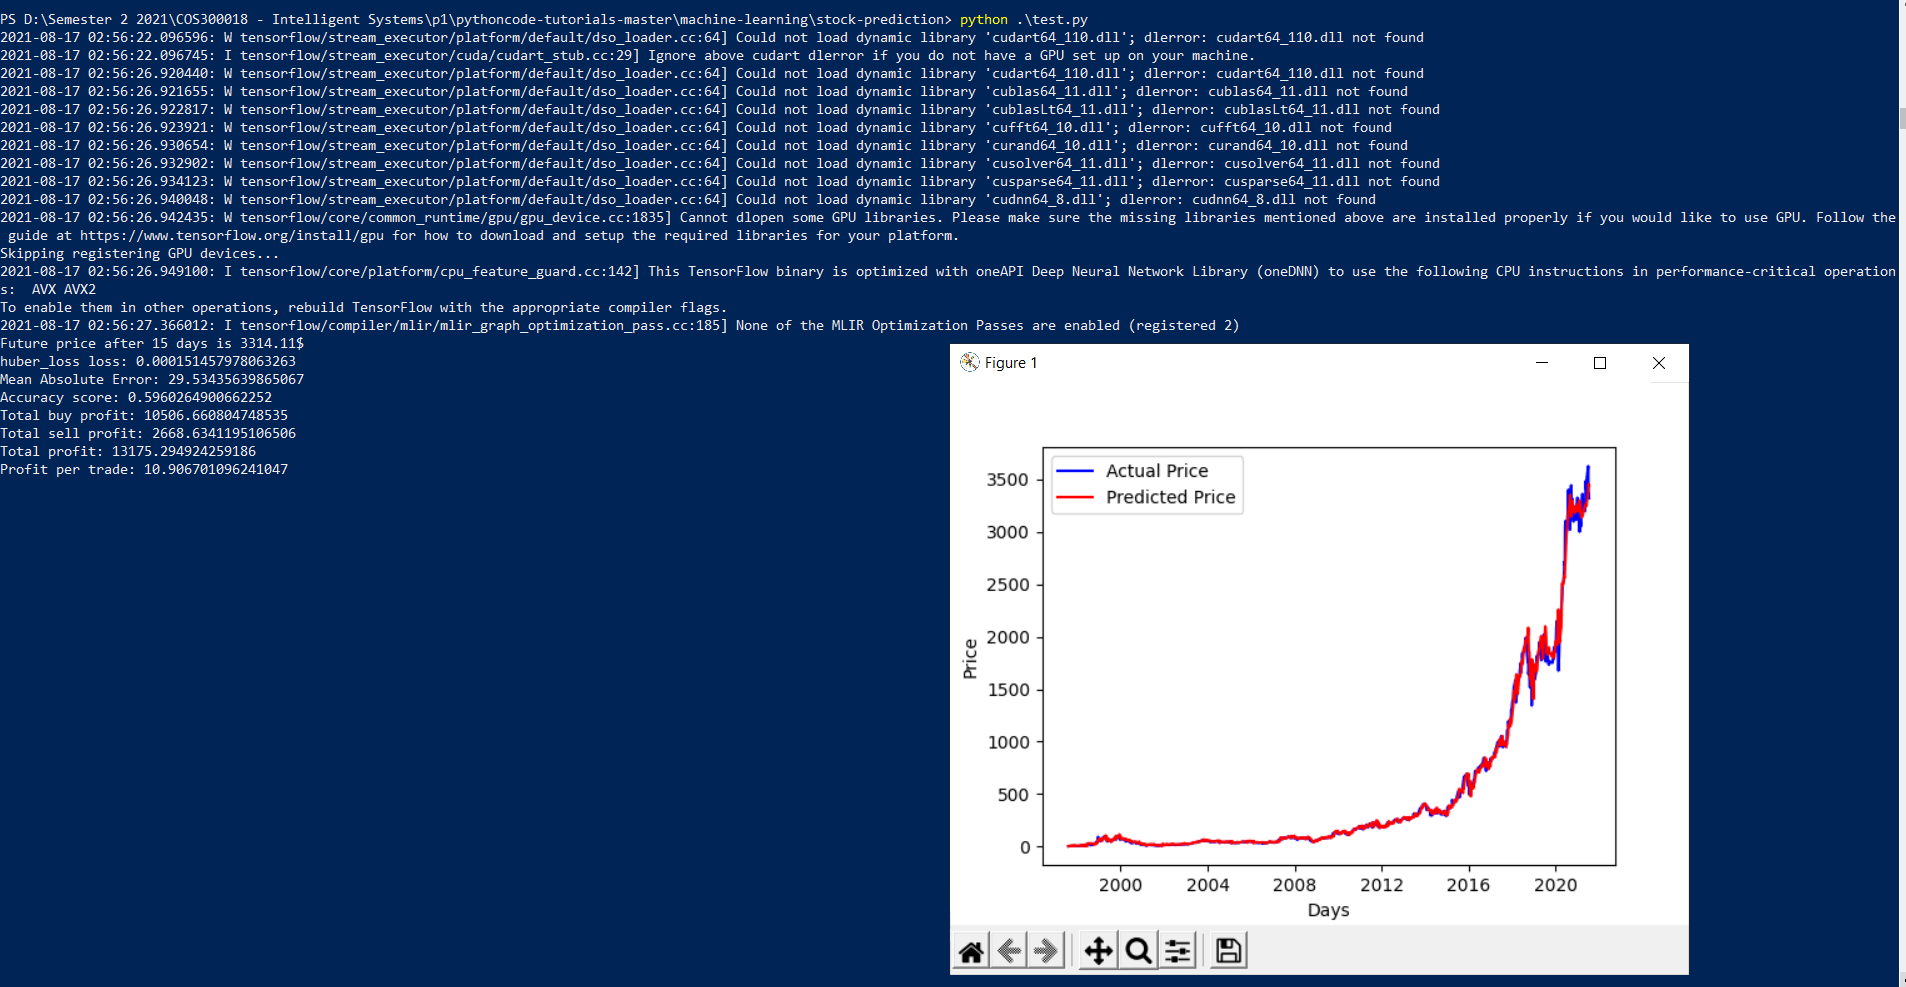 PS D:\Semester 2 2021\COS300018 - Intelligent Systems\p1\pythoncode-tutorials-master\machine-learning\stock-prediction> python .\test.py
2021-08-17 02:56:22.096596: W tensorflow/stream_executor/platform/default/dso_loader.cc:64] Could not load dynamic library 'cudart64_110.dll'; dlerror: cudart64_110.dll not found
2021-08-17 02:56:22.096745: I tensorflow/stream_executor/cuda/cudart_stub.cc:29] Ignore above cudart dlerror if you do not have a GPU set up on your machine.
2021-08-17 02:56:26.920440: W tensorflow/stream_executor/platform/default/dso_loader.cc:64] Could not load dynamic library 'cudart64_110.dll'; dlerror: cudart64_110.dll not found
2021-08-17 02:56:26.921655: W tensorflow/stream_executor/platform/default/dso_loader.cc:64] Could not load dynamic library 'cublas64_11.dll'; dlerror: cublas64_11.dll not found
2021-08-17 02:56:26.922817: W tensorflow/stream_executor/platform/default/dso_loader.cc:64] Could not load dynamic library 'cublasLt64_11.dll'; dlerror: cublasLt64_11.dll not found
2021-08-17 02:56:26.923921: W tensorflow/stream_executor/platform/default/dso_loader.cc:64] Could not load dynamic library 'cufft64_10.dll'; dlerror: cufft64_10.dll not found
2021-08-17 02:56:26.930654: W tensorflow/stream_executor/platform/default/dso_loader.cc:64] Could not load dynamic library 'curand64_10.dll'; dlerror: curand64_10.dll not found
2021-08-17 02:56:26.932902: W tensorflow/stream_executor/platform/default/dso_loader.cc:64] Could not load dynamic library 'cusolver64_11.dll'; dlerror: cusolver64_11.dll not found
2021-08-17 02:56:26.934123: W tensorflow/stream_executor/platform/default/dso_loader.cc:64] Could not load dynamic library 'cusparse64_11.dll'; dlerror: cusparse64_11.dll not found
2021-08-17 02:56:26.940048: W tensorflow/stream_executor/platform/default/dso_loader.cc:64] Could not load dynamic library 'cudnn64_8.dll'; dlerror: cudnn64_8.dll not found
2021-08-17 02:56:26.942435: W tensorflow/core/common_runtime/gpu/gpu_device.cc:1835] Cannot dlopen some GPU libraries. Please make sure the missing libraries mentioned above are installed properly if you would like to use GPU. Follow the
guide at https://www.tensorflow.org/install/gpu for how to download and setup the required libraries for your platform.
Skipping registering GPU devices...
2021-08-17 02:56:26.949100: I tensorflow/core/platform/cpu_feature_guard.cc:142] This TensorFlow binary is optimized with oneAPI Deep Neural Network Library (oneDNN) to use the following CPU instructions in performance-critical operation
s:  AVX AVX2
To enable them in other operations, rebuild TensorFlow with the appropriate compiler flags.
2021-08-17 02:56:27.366012: I tensorflow/compiler/mlir/mlir_graph_optimization_pass.cc:185] None of the MLIR Optimization Passes are enabled (registered 2)
Future price after 15 days is 3314.11$
huber_loss loss: 0.000151457978063263
Mean Absolute Error: 29.53435639865067
Accuracy score: 0.5960264900662252
Total buy profit: 10506.660804748535
Total sell profit: 2668.6341195106506
Total profit: 13175.294924259186
Profit per trade: 10.906701096241047
Figure 1
Actual Price
Predicted Price
Price
3500
3000
2500
2000
1500
1000
500
0
2000 2004 2008 2012 2016 2020
Days